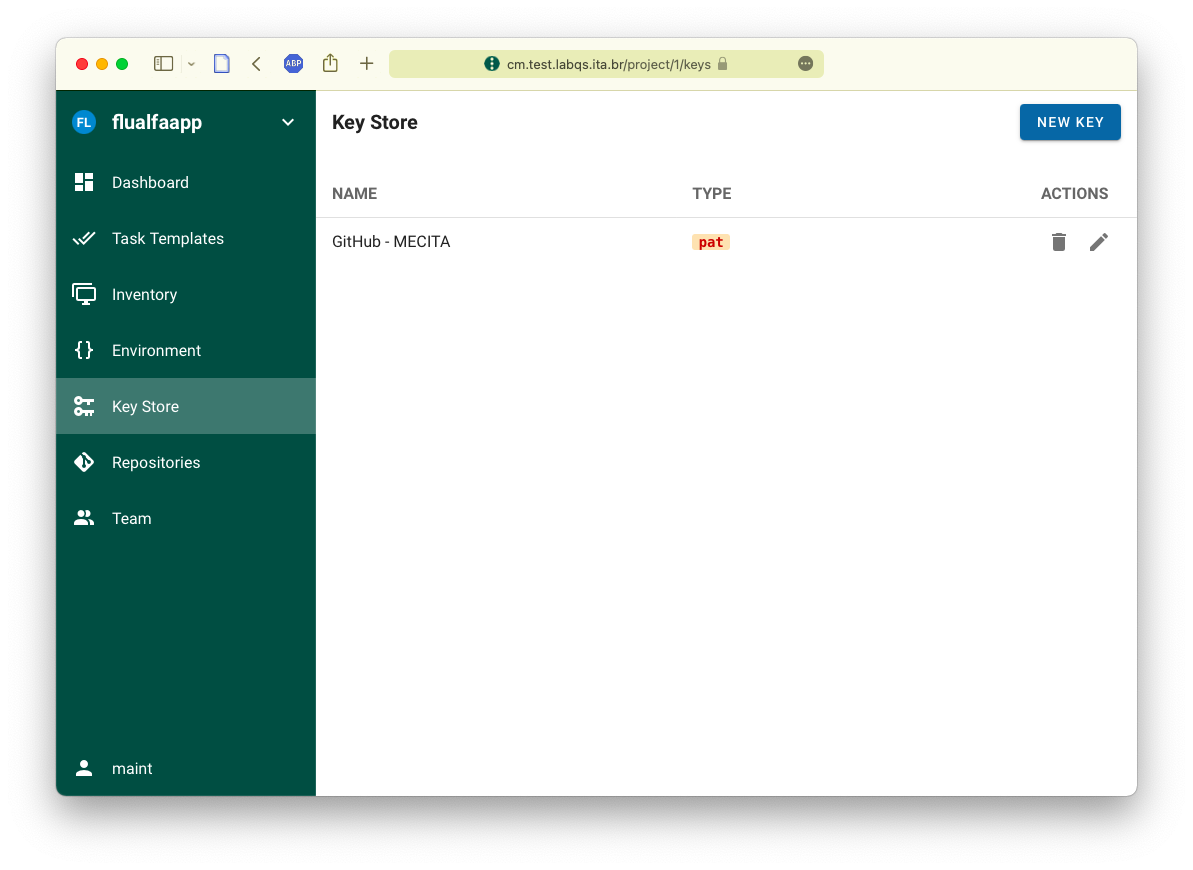 ABP
cm.test.labqs.ita.br/project/1/keys
FL flualfaapp
Key Store
NEW KEY
Dashboard
Task Templates
Inventory
Environment
Key Store
Repositories
Team
maint
NAME TYPE ACTIONS
GitHub - MECITA pat